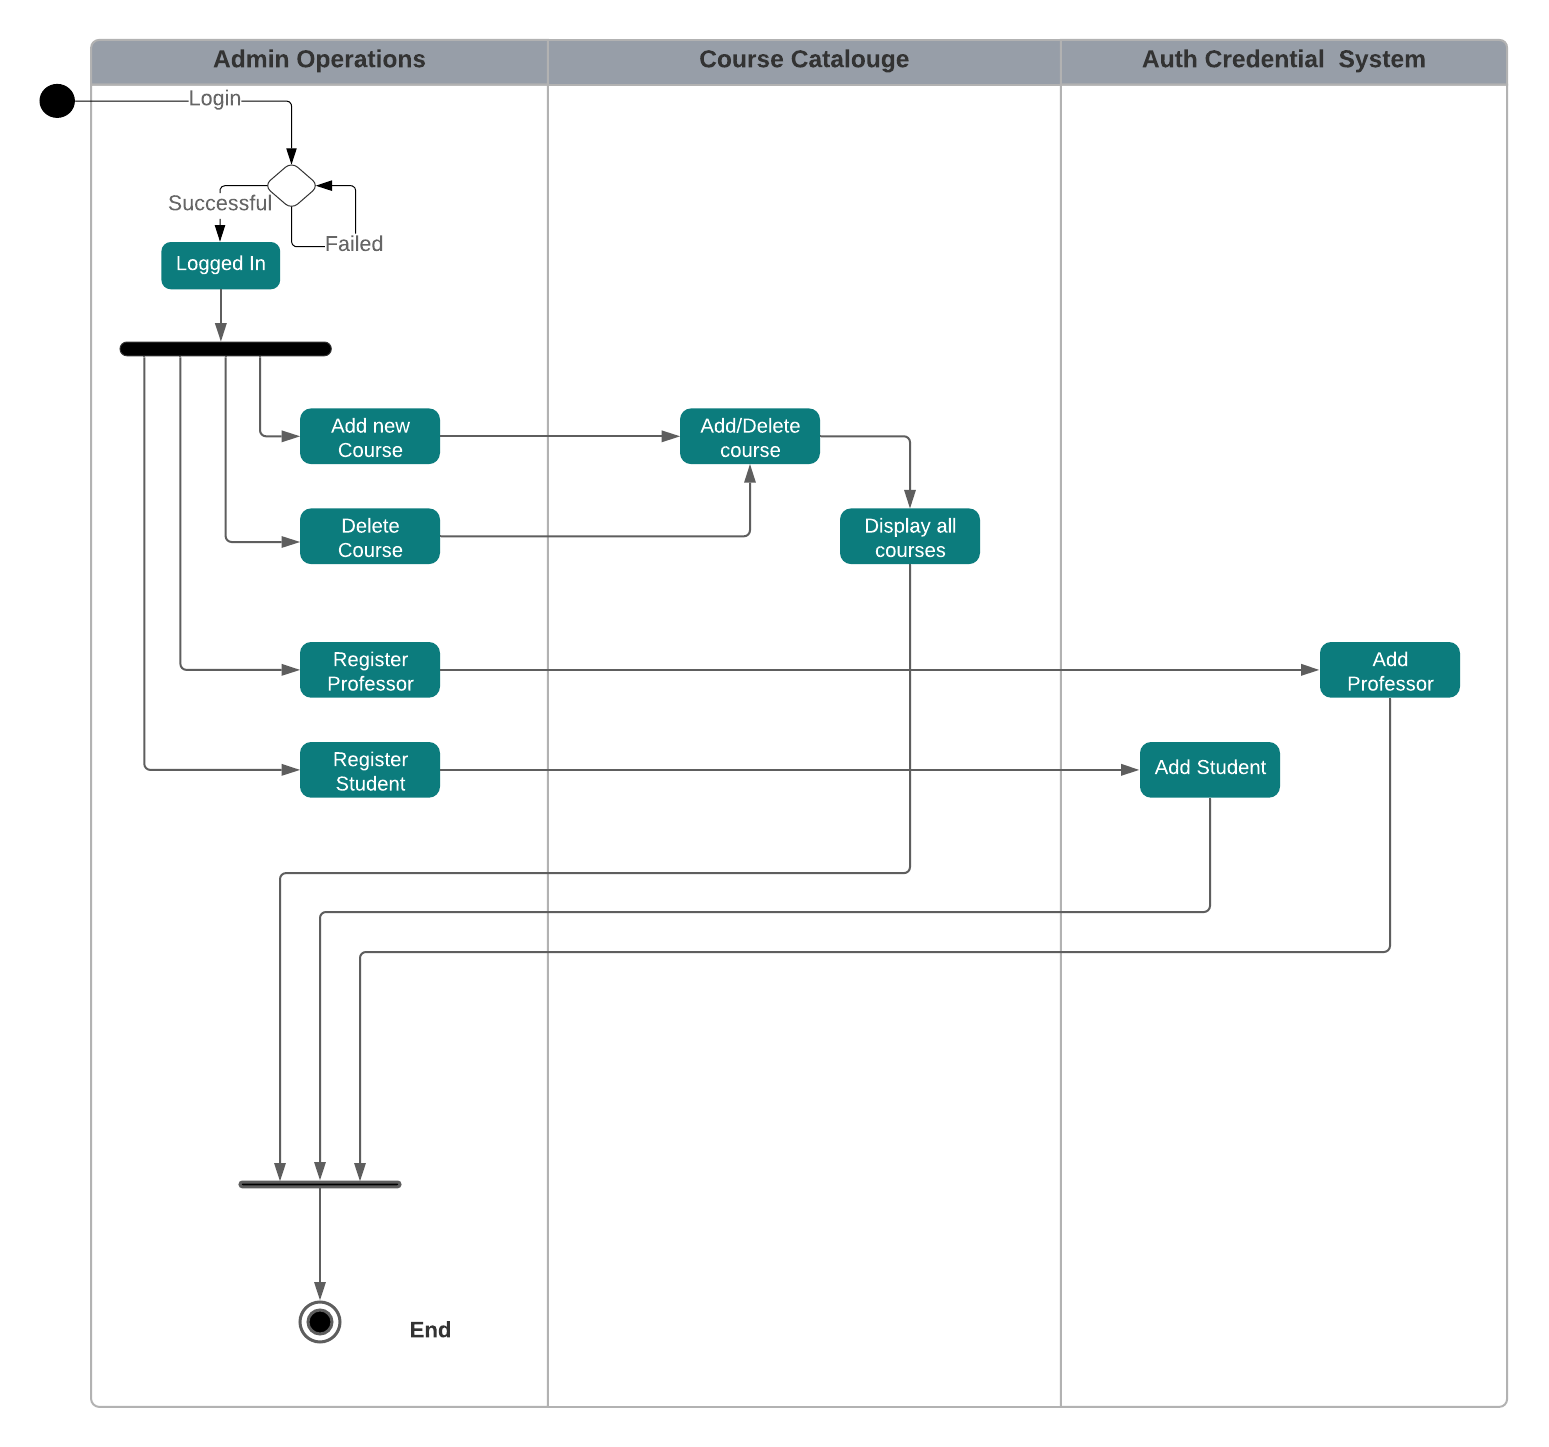 Admin Operations
Course Catalouge
Auth Credential  System
Login
Successful
Failed
Logged In
Add new
Course
Add/Delete
course
Delete
Course
Display all
courses
Register
Professor
Add
Professor
Register
Student
Add Student
End